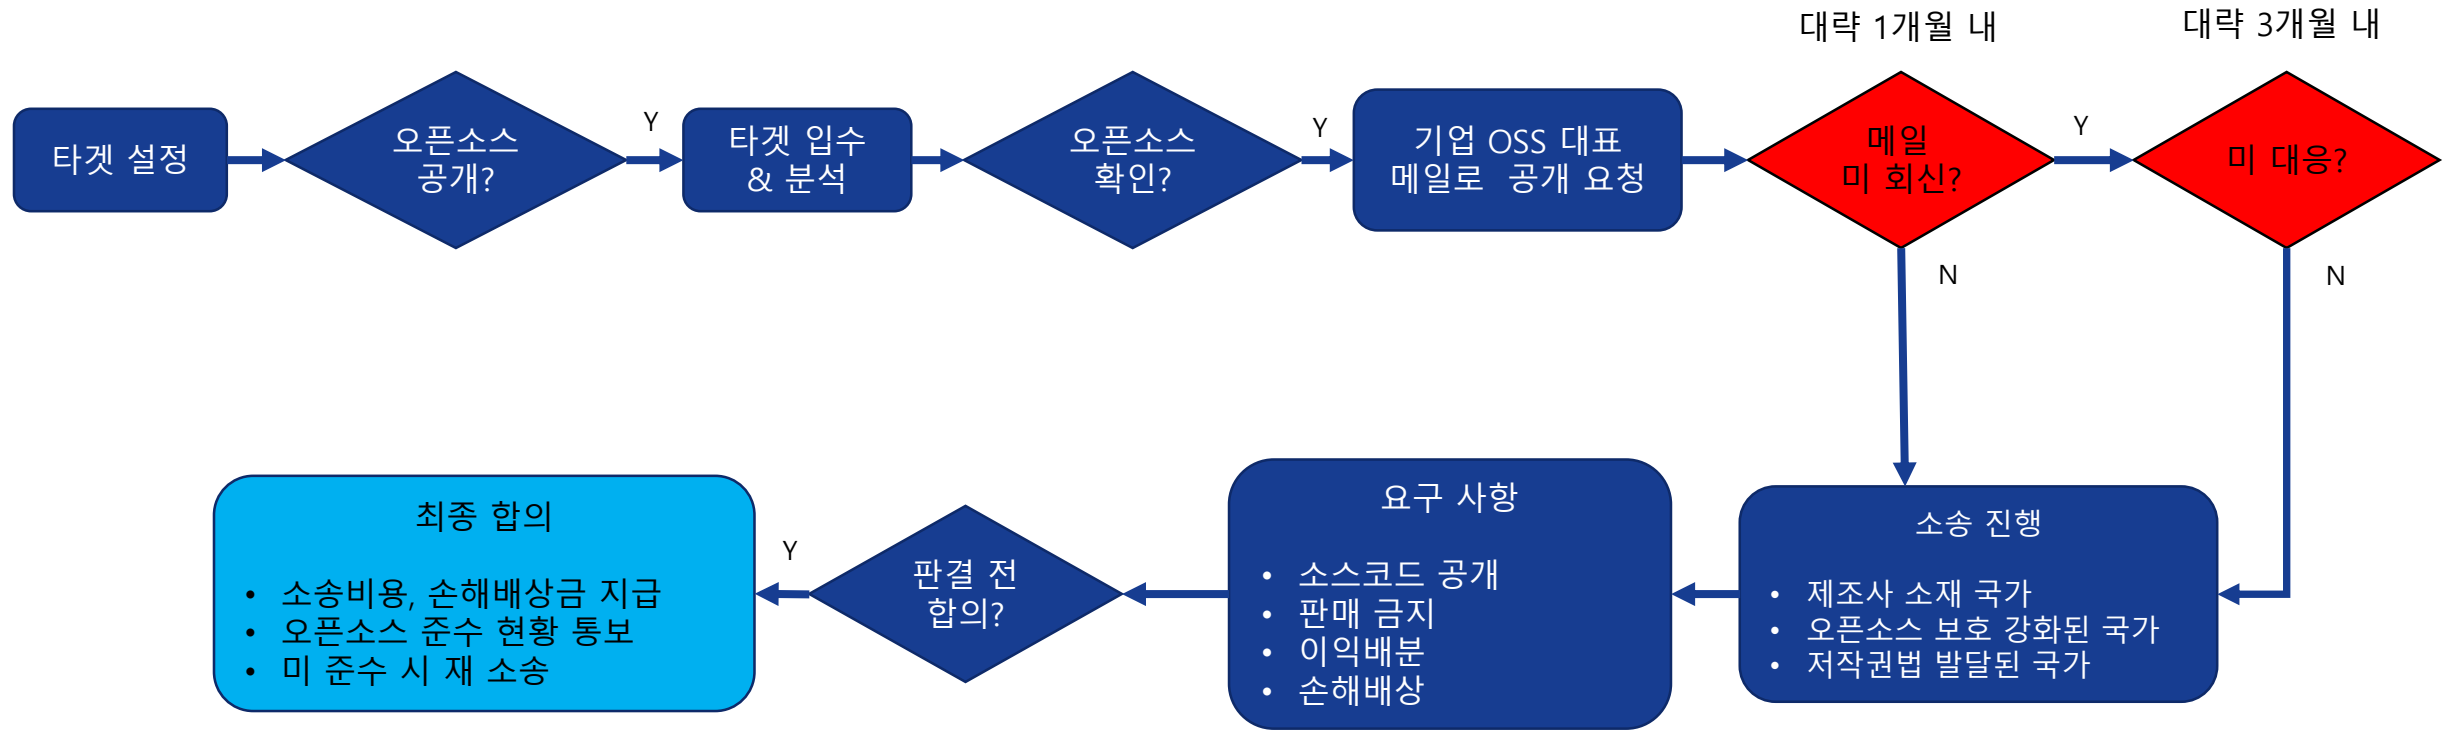 대략 1개월 내
대략 3개월 내
타겟 설정
오픈소스
공개?
Y
타겟 입수
& 분석
오픈소스
확인?
Y
기업 OSS 대표
메일로 공개 요청
메일
미 회신?
Y
미 대응?
N
N
소송 진행
• 제조사 소재 국가
• 오픈소스 보호 강화된 국가
• 저작권법 발달된 국가
요구 사항
• 소스코드 공개
• 판매 금지
• 이익배분
• 손해배상
판결 전
합의?
Y
최종 합의
• 소송비용, 손해배상금 지급
• 오픈소스 준수 현황 통보
• 미 준수 시 재 소송